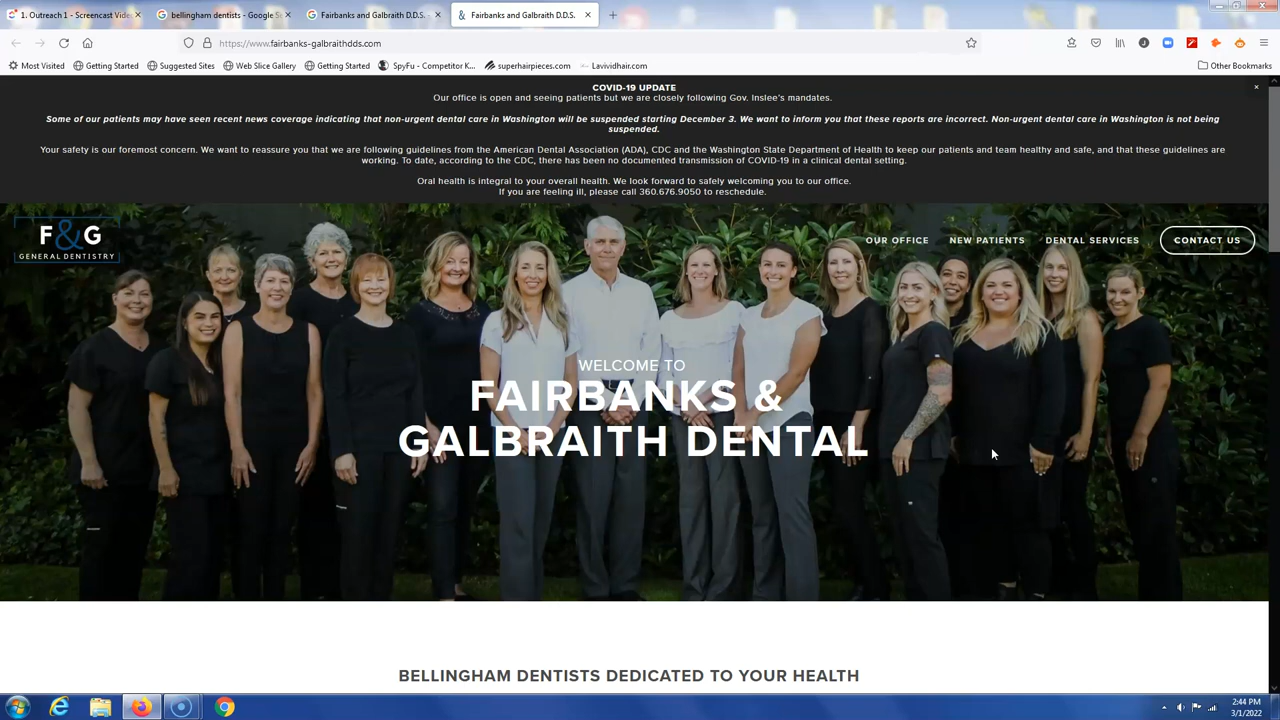 1. Outreach1 - Screencast Vide
bellingham dentists - Google S
Fairbanks and Galbraith D.D.S. -
Fairbanks and Galbraith D.D.S.
https://www.fairbanks-galbraithdds.com
Most Visited
Getting Started
Suggested Sites
Web Slice Gallery
Getting Started
SpyFu - Competitor K...
superhairpieces.com
Lavividhair.com
Other Bookmarks
COVID-19 UPDATE
Our office is open and seeing patients but we are closely following Gov. Inslee's mandates.
Some of our patients may have seen recent news coverage indicating that non-urgent dental care in Washington will be suspended starting December 3. We want to inform you that these reports are incorrect. Non-urgent dental care in Washington is not being
suspended.
Your safety is our foremost concern. We want to reassure you that we are following guidelines from the American Dental Association (ADA), CDC and the Washington State Department of Health to keep our patients and team healthy and safe, and that these guidelines are
working. To date, according to the CDC, there has been no documented transmission of COVID-19 in a clinical dental setting.
Oral health is integral to your overall health. We look forward to safely welcoming you to our office.
If you are feeling ill, please call 360.676.9050 to reschedule.
F&G
GENERAL DENTISTRY
OUR OFFICE
NEW PATIENTS
DENTAL SERVICES
CONTACT US
WELCOME TO
FAIRBANKS &
GALBRAITH DENTAL
BELLINGHAM DENTISTS DEDICATED TO YOUR HEALTH
2:44 PM
3/1/2022